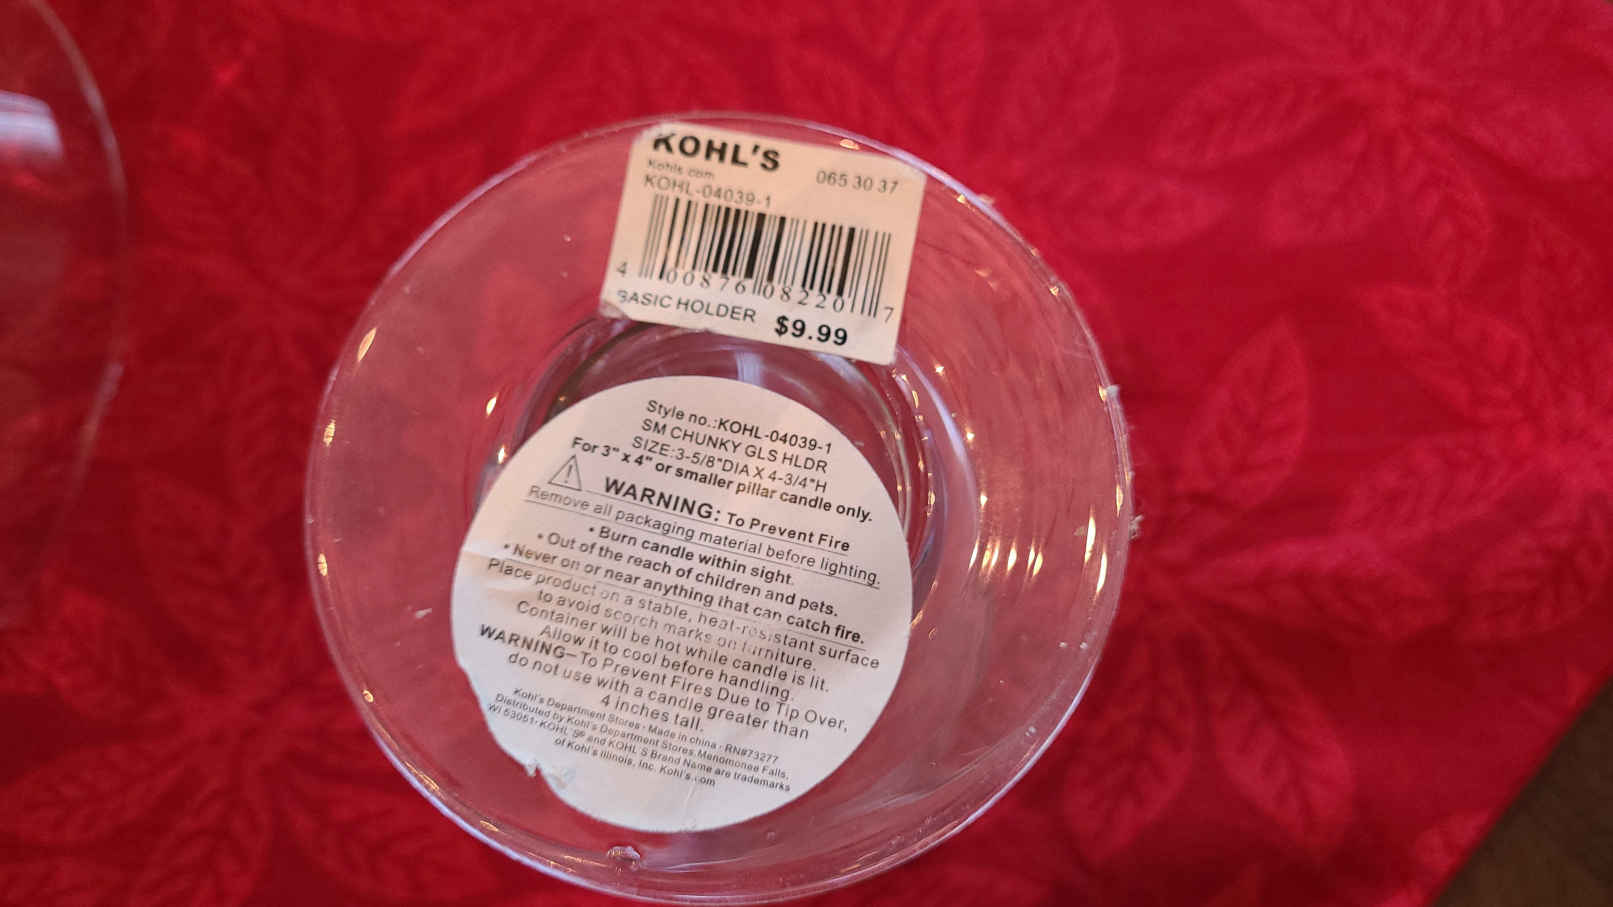 KOHL'S
Kohls.com
065 30 37
KOHL-04039-1
4 00876 08220 7
BASIC HOLDER $9.99
Style no.:KOHL-04039-1
SM CHUNKY GLS HLDR
SIZE:3-5/8"DIA X 4-3/4"H
For 3" x 4" or smaller pillar candle only.
WARNING: To Prevent Fire
Remove all packaging material before lighting.
• Burn candle within sight.
• Out of the reach of children and pets.
• Never on or near anything that can catch fire.
Place product on a stable, heat-resistant surface
to avoid scorch marks on furniture.
Container will be hot while candle is lit.
Allow it to cool before handling.
WARNING–To Prevent Fires Due to Tip Over,
do not use with a candle greater than
4 inches tall.
Kohl's Department Stores · Made in china · RN#73277
Distributed by Kohl's Department Stores,Menomonee Falls,
WI 53051· KOHL'S® and KOHL'S Brand Name are trademarks
of Kohl's Illinois, Inc. Kohl's.com